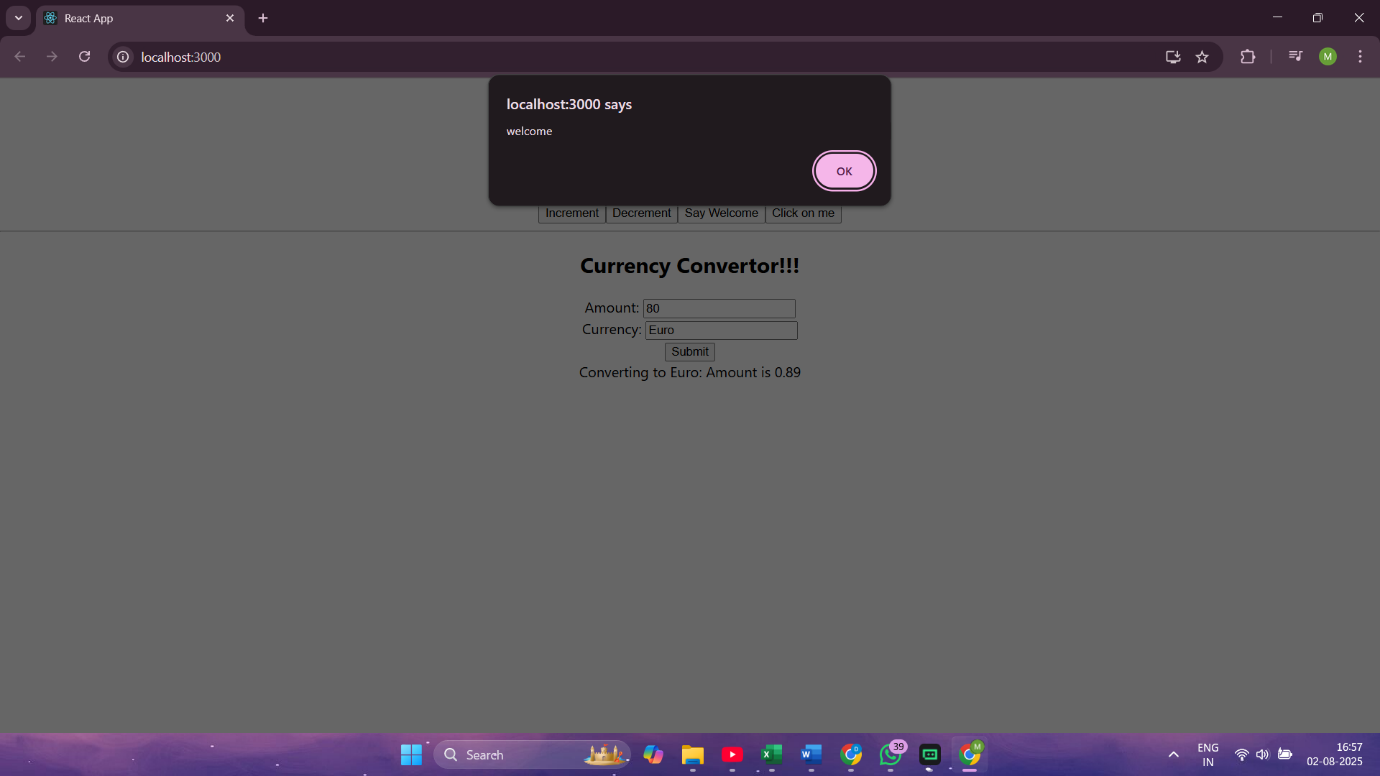 React App
localhost:3000
M
localhost:3000 says
welcome
OK
Increment Decrement Say Welcome Click on me
Currency Convertor!!!
Amount: 80
Currency: Euro
Submit
Converting to Euro: Amount is 0.89
Search
39
M
ENG
IN
16:57
02-08-2025